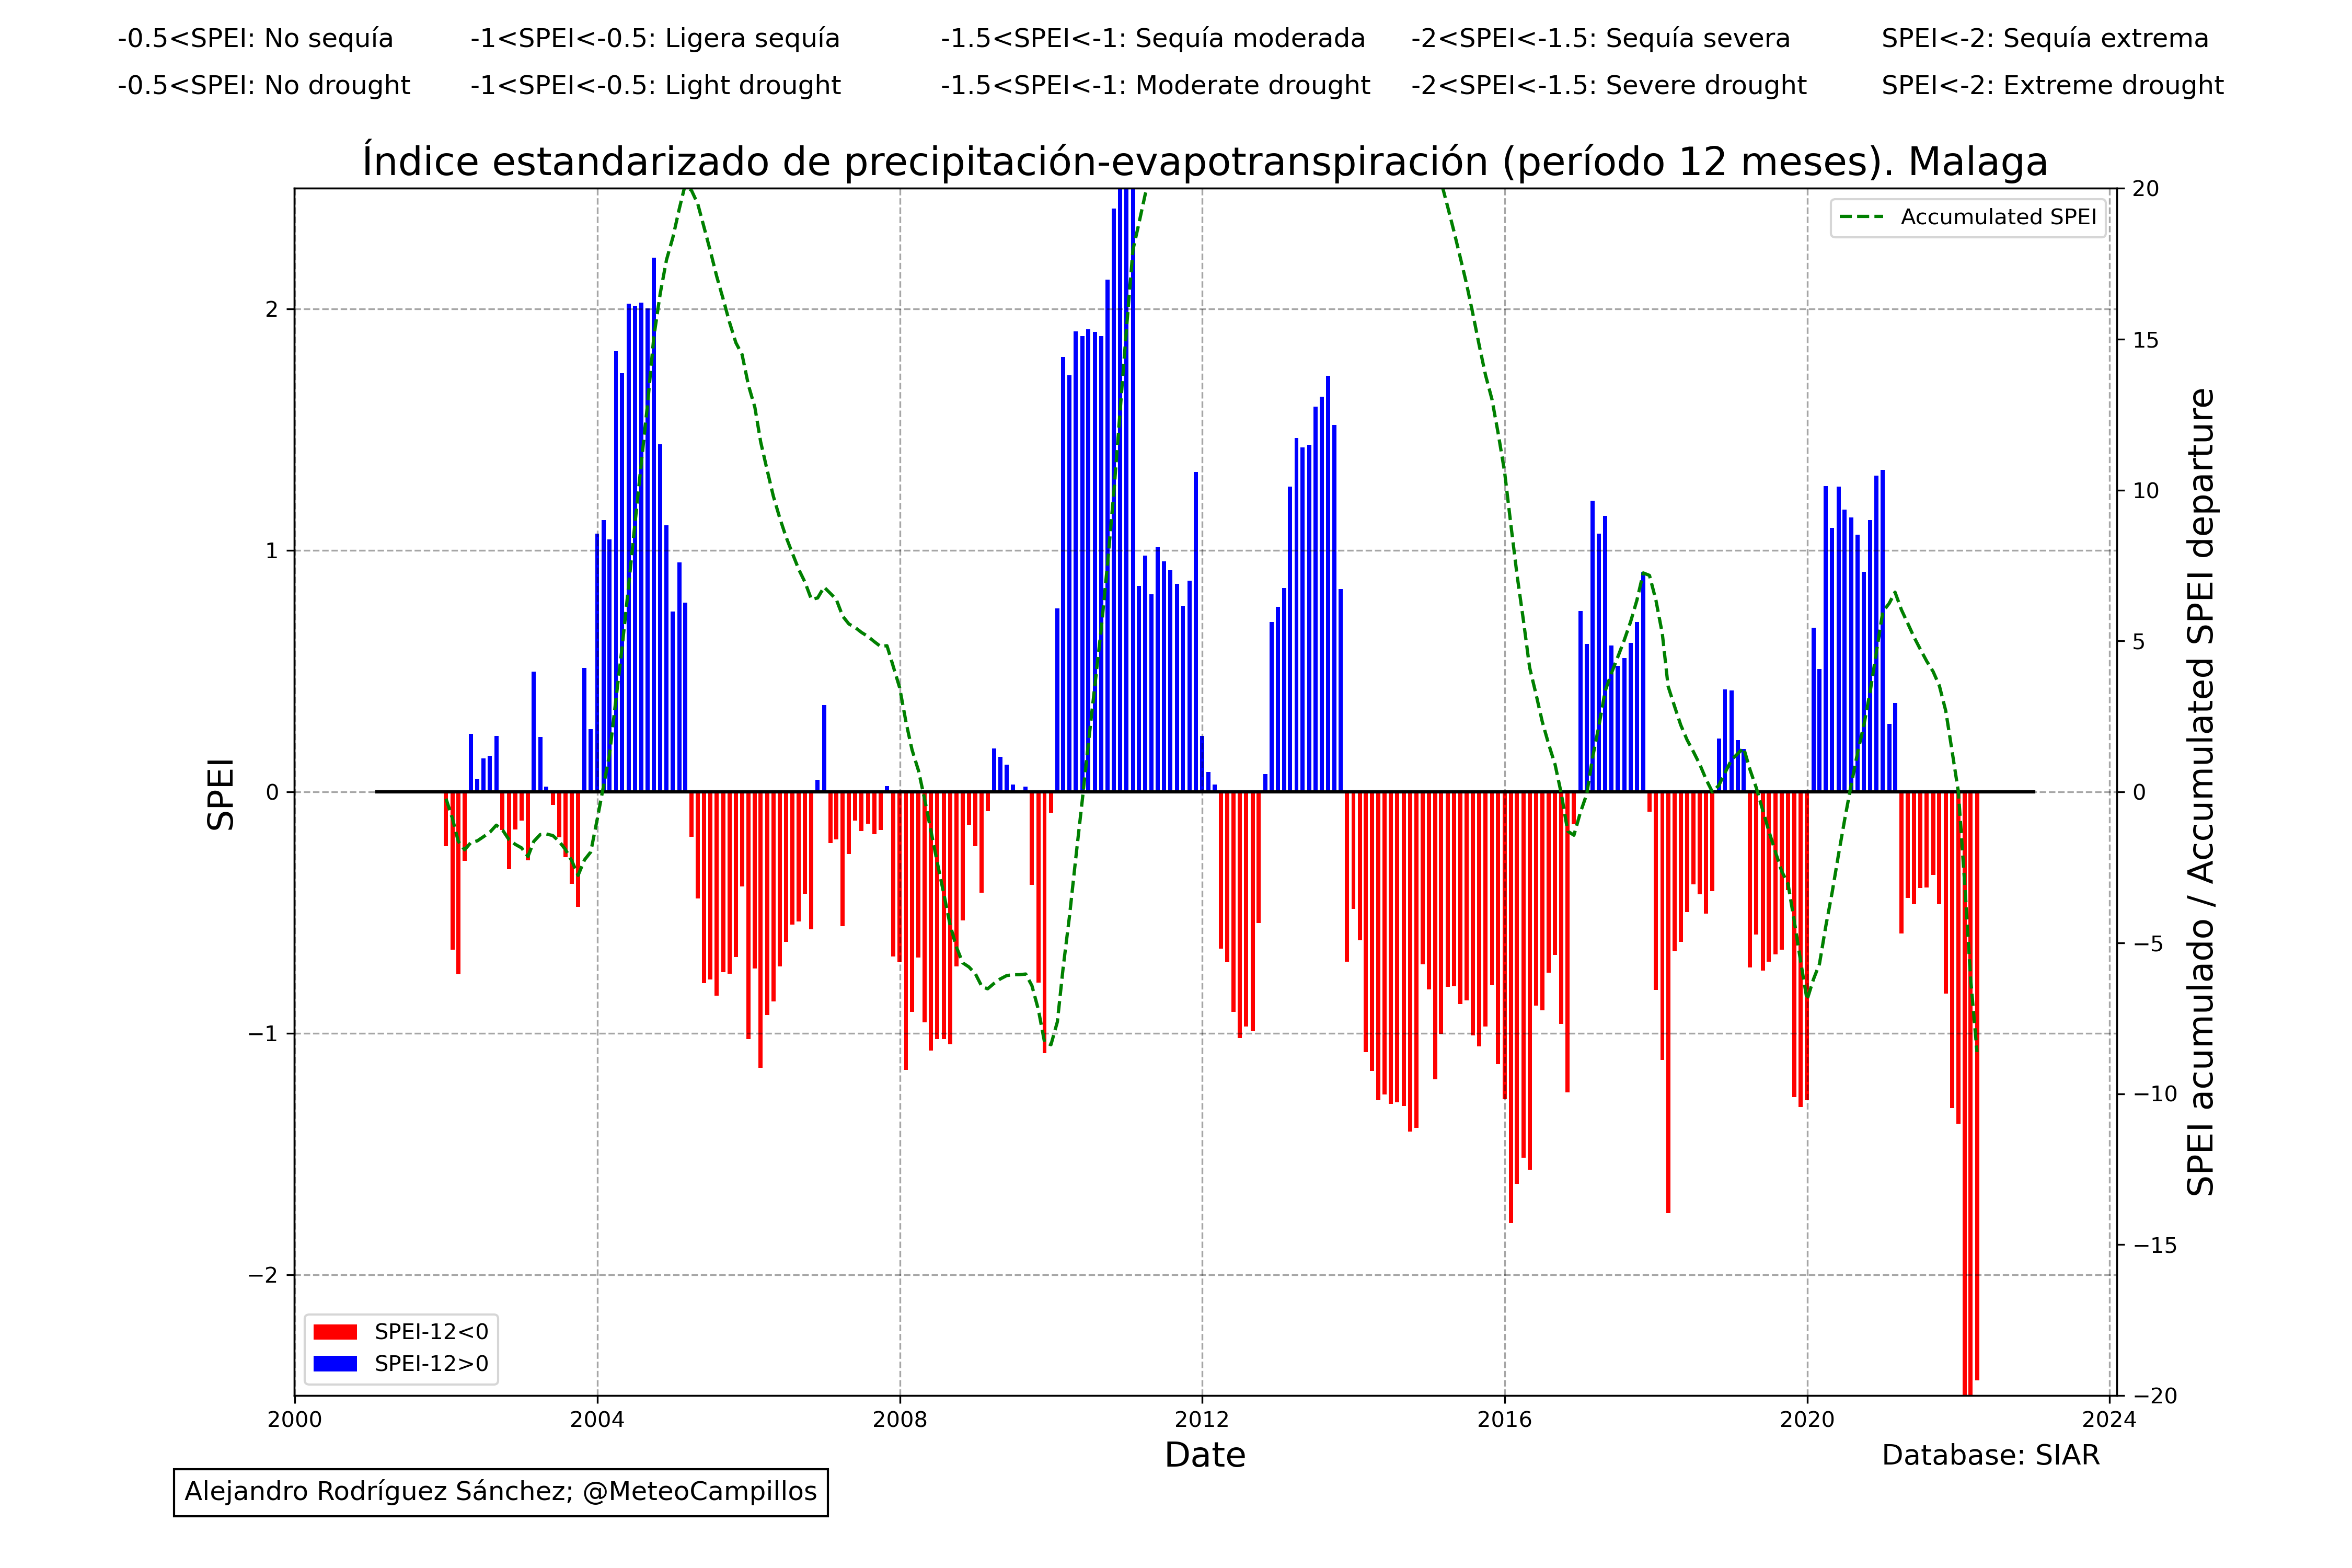 -0.5<SPEI: No sequía -1<SPEI<-0.5: Ligera sequía -1.5<SPEI<-1: Sequía moderada -2<SPEI<-1.5: Sequía severa SPEI<-2: Sequía extrema
-0.5<SPEI: No drought -1<SPEI<-0.5: Light drought -1.5<SPEI<-1: Moderate drought -2<SPEI<-1.5: Severe drought SPEI<-2: Extreme drought
Índice estandarizado de precipitación-evapotranspiración (período 12 meses). Malaga
Accumulated SPEI
SPEI
2
1
0
−1
−2
20
15
10
5
0
−5
−10
−15
−20
SPEI acumulado / Accumulated SPEI departure
SPEI-12<0
SPEI-12>0
2000 2004 2008 2012 2016 2020 2024
Date
Database: SIAR
Alejandro Rodríguez Sánchez; @MeteoCampillos